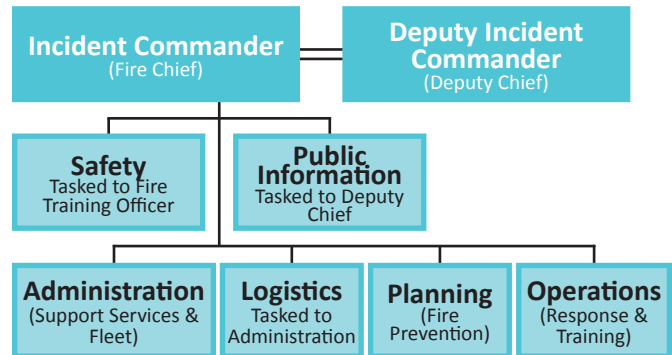 Incident Commander
(Fire Chief)
Deputy Incident
Commander
(Deputy Chief)
Safety
Tasked to Fire
Training Officer
Public
Information
Tasked to Deputy
Chief
Administration
(Support Services &
Fleet)
Logistics
Tasked to
Administration
Planning
(Fire
Prevention)
Operations
(Response &
Training)